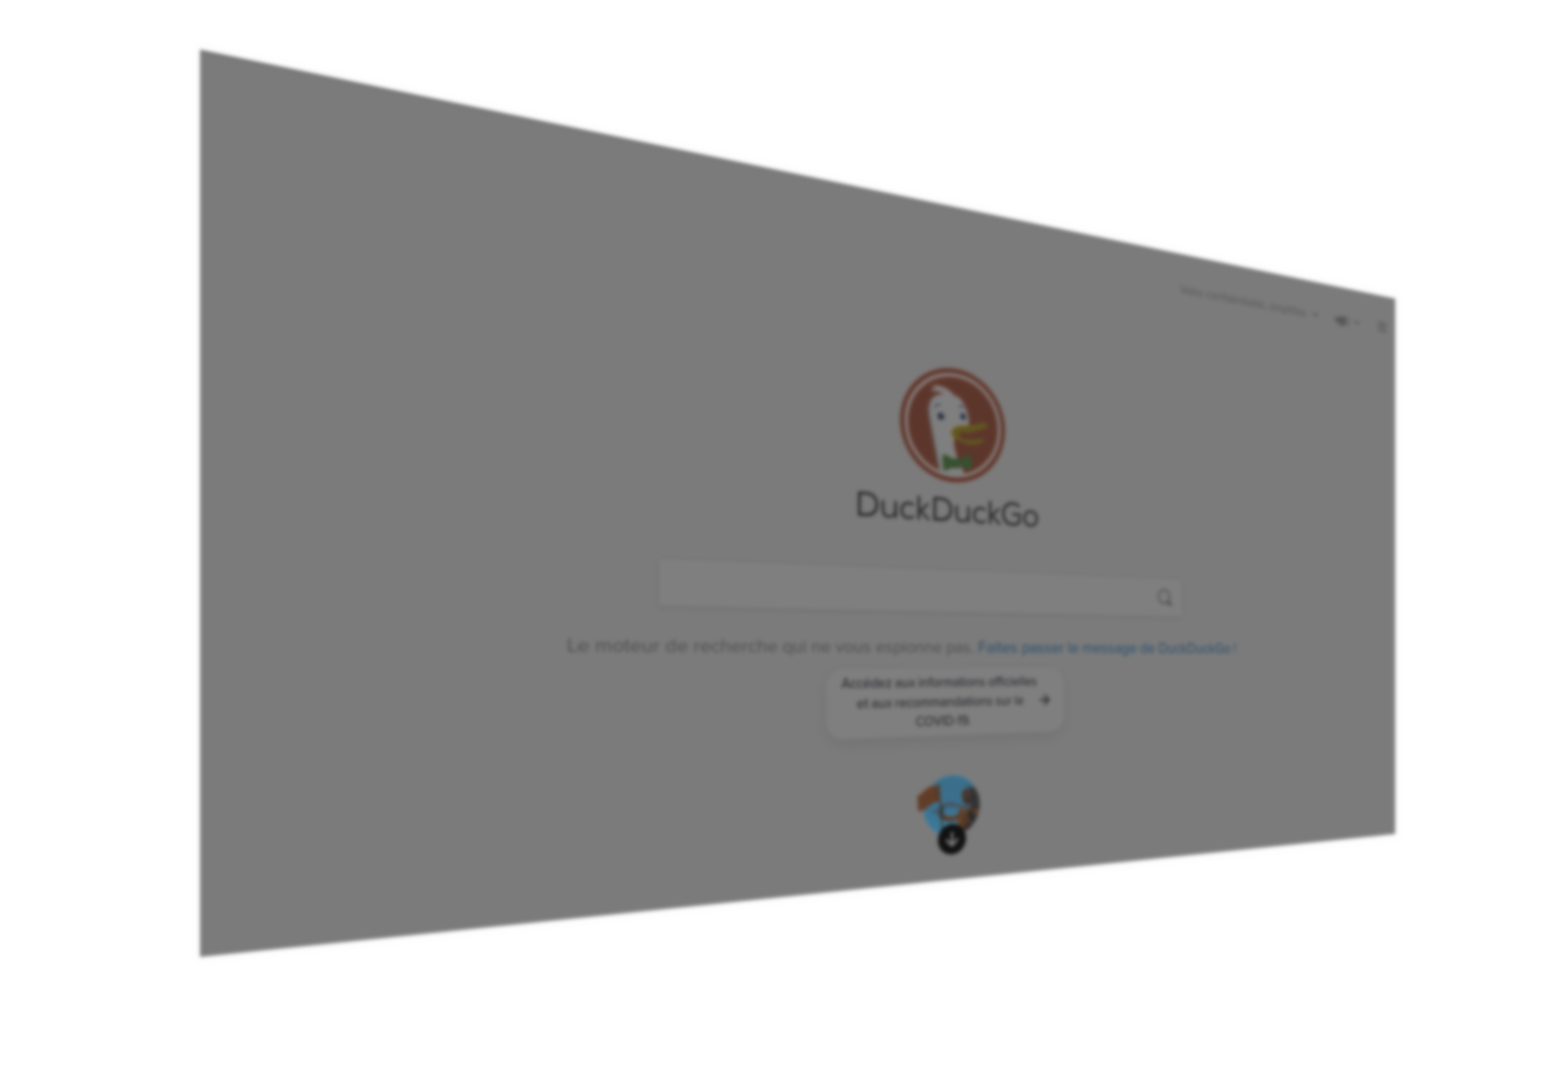 DuckDuckGo
Le moteur de recherche qui ne vous espionne pas. Faites passer le message de DuckDuckGo !
Accédez aux informations officielles
et aux recommandations sur le
COVID-19